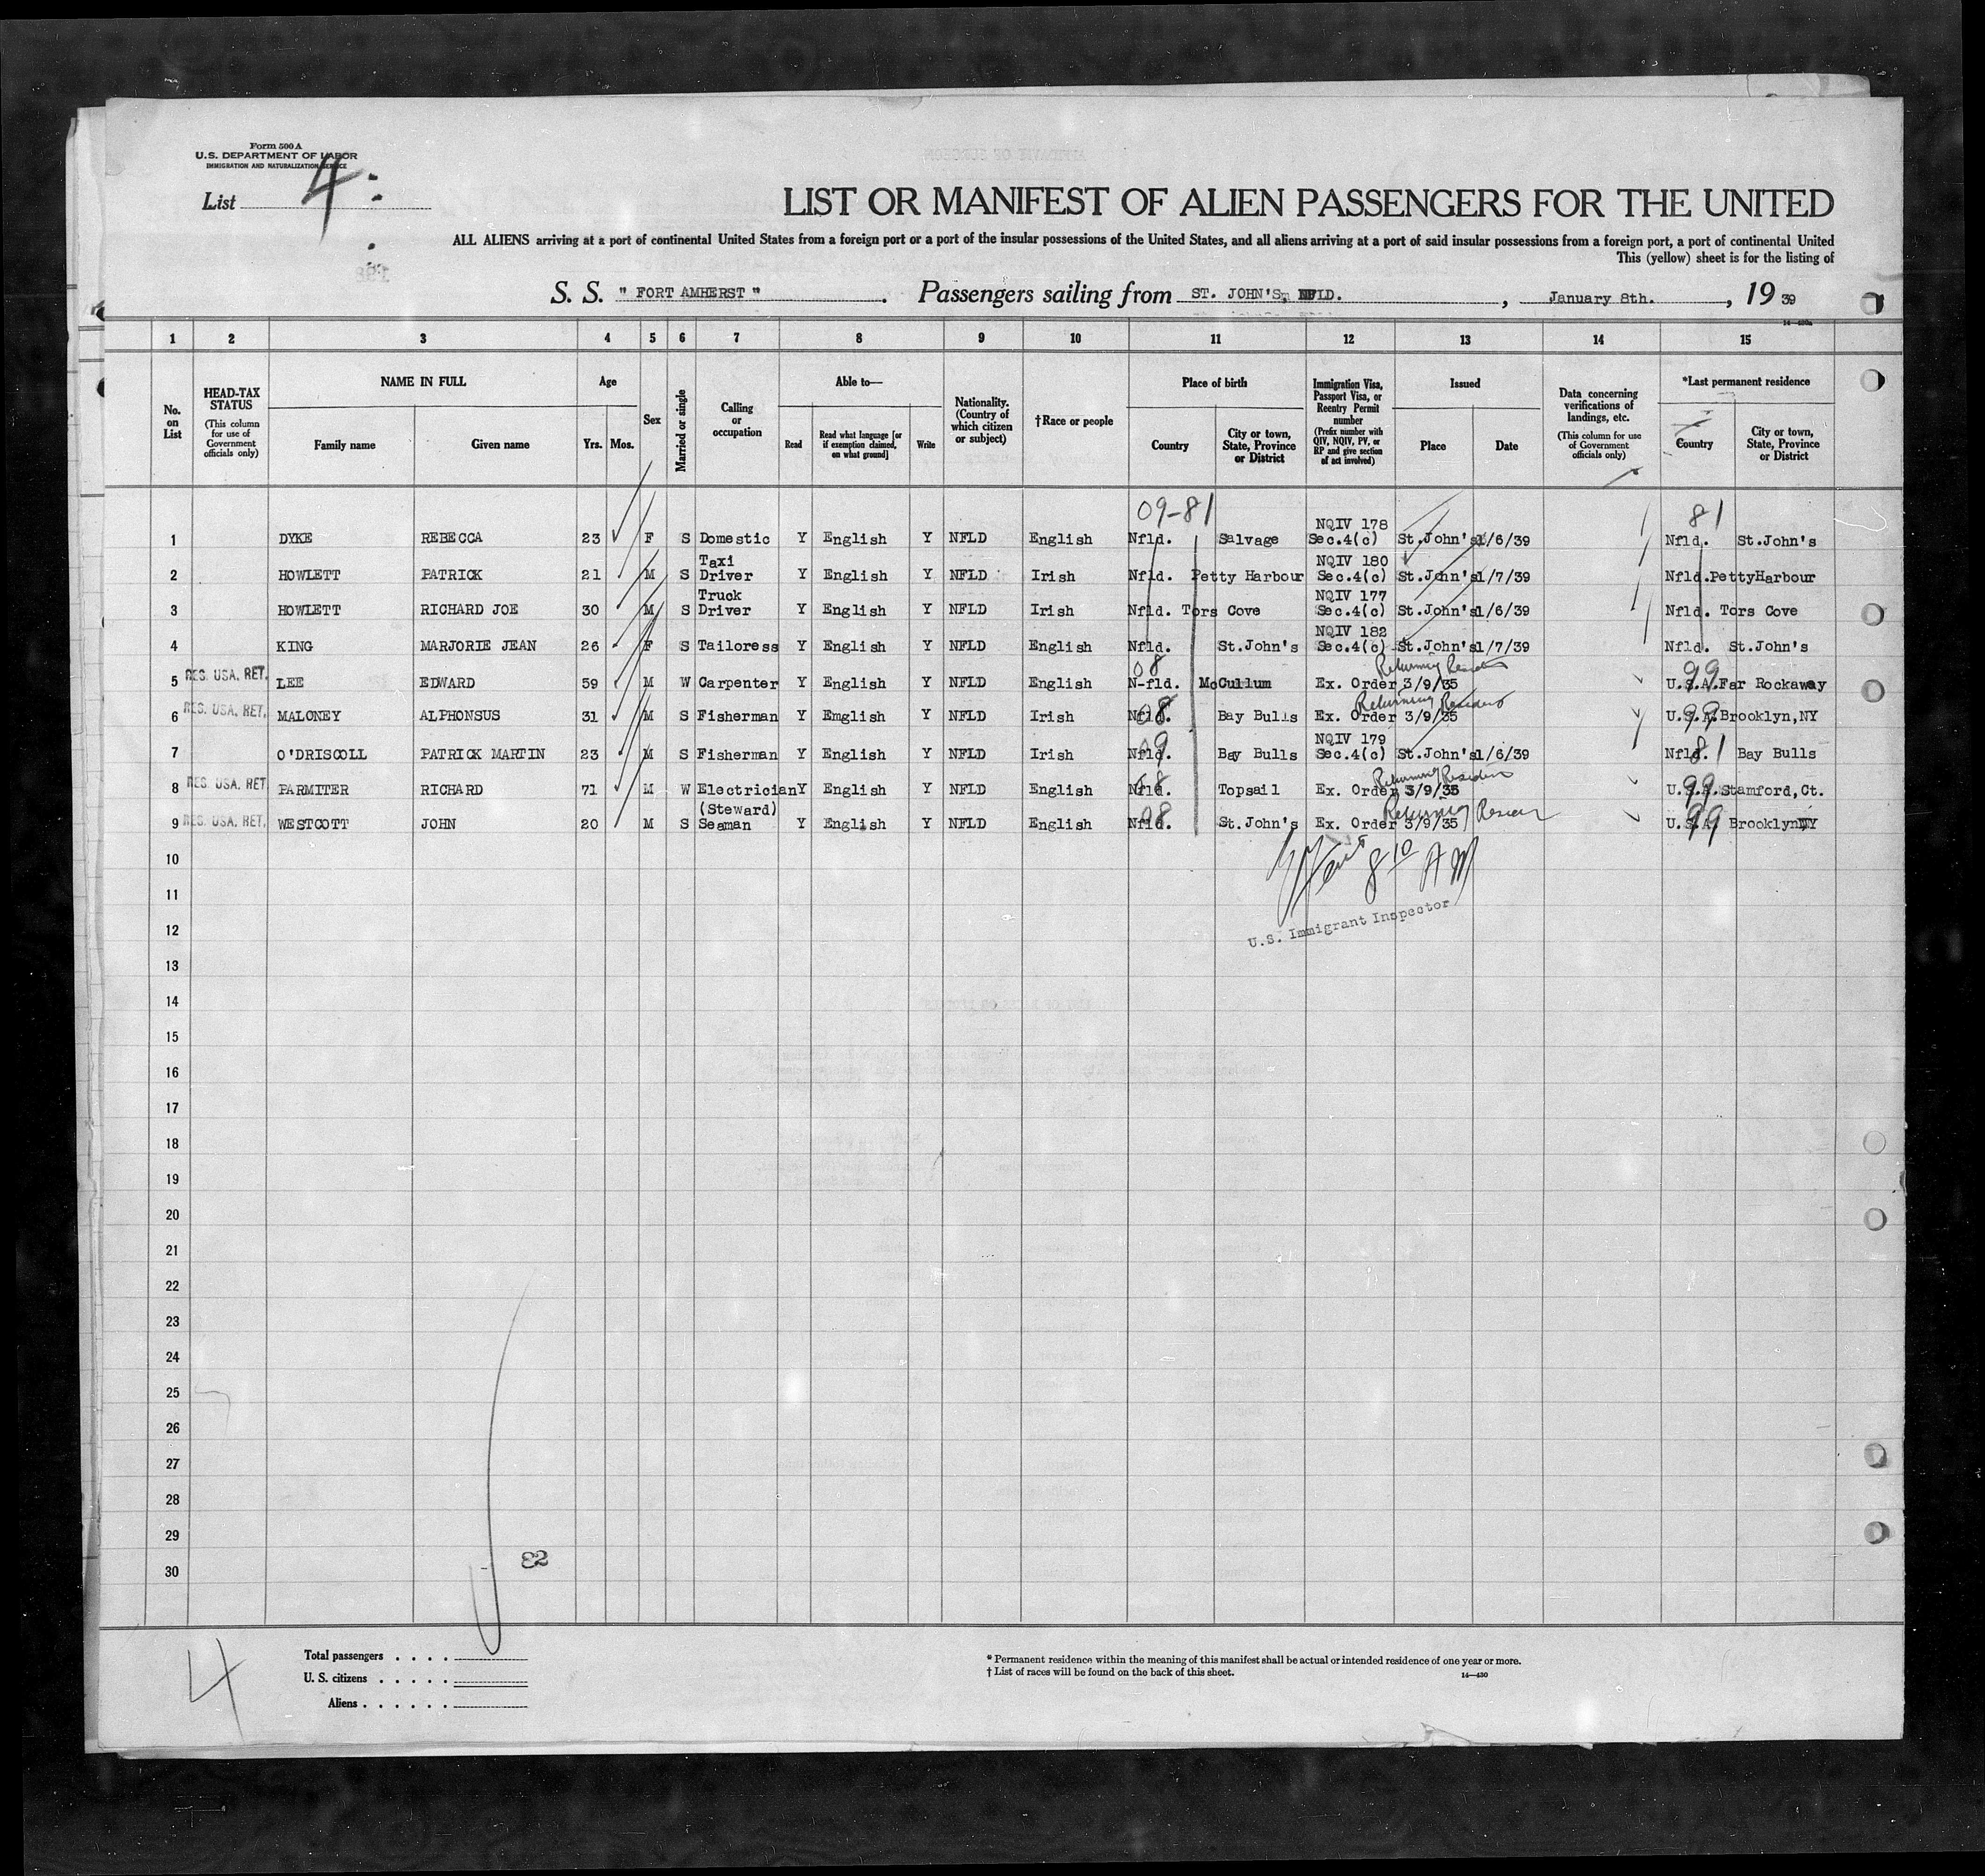 Form 500 A
U.S. DEPARTMENT OF LABOR
IMMIGRATION AND NATURALIZATION SERVICE
List 4
LIST OR MANIFEST OF ALIEN PASSENGERS FOR THE UNITED
ALL ALIENS arriving at a port of continental United States from a foreign port or a port of the insular possessions of the United States, and all aliens arriving at a port of said insular possessions from a foreign port, a port of continental United
This (yellow) sheet is for the listing of
S. S. " FORT AMHERST " . Passengers sailing from ST. JOHN'S, NFLD. , January 8th. , 19 39
1 2 3 4 5 6 7 8 9 10 11 12 13 14 15
No. on List
HEAD-TAX STATUS (This column for use of Government officials only)
NAME IN FULL
Family name Given name
Age
Yrs. Mos.
Sex
Married or single
Calling or occupation
Able to—
Read
Read what language [or if exemption claimed, on what ground]
Write
Nationality. (Country of which citizen or subject)
†Race or people
Place of birth
Country
City or town, State, Province or District
Immigration Visa, Passport Visa, or Reentry Permit number (Prefix number with QIV, NQIV, PV, or RP and give section of act involved)
Issued
Place Date
Data concerning verifications of landings, etc. (This column for use of Government officials only)
*Last permanent residence
Country
City or town, State, Province or District
09-81 81
NQIV 178
1 DYKE REBECCA 23 F S Domestic Y English Y NFLD English Nfld. Salvage Sec.4(c) St.John's 1/6/39 Nfld. St.John's
Taxi NQIV 180
2 HOWLETT PATRICK 21 M S Driver Y English Y NFLD Irish Nfld. Petty Harbour Sec.4(c) St.John's 1/7/39 Nfld. PettyHarbour
Truck NQIV 177
3 HOWLETT RICHARD JOE 30 M S Driver Y English Y NFLD Irish Nfld. Tors Cove Sec.4(c) St.John's 1/6/39 Nfld. Tors Cove
NQIV 182
4 KING MARJORIE JEAN 26 F S Tailoress Y English Y NFLD English Nfld. St.John's Sec.4(c) St.John's 1/7/39 Nfld. St.John's
08 Returning Resident 99
5 RES. USA. RET. LEE EDWARD 59 M W Carpenter Y English Y NFLD English N-fld. McCullum Ex. Order 3/9/35 U.S.A. Far Rockaway
08 Returning Resident 99
6 RES. USA. RET. MALONEY ALPHONSUS 31 M S Fisherman Y Emglish Y NFLD Irish Nfld. Bay Bulls Ex. Order 3/9/35 U.S.A. Brooklyn,NY
09 NQIV 179 81
7 O'DRISCOLL PATRICK MARTIN 23 M S Fisherman Y English Y NFLD Irish Nfld. Bay Bulls Sec.4(c) St.John's 1/6/39 Nfld. Bay Bulls
08 Returning Resident 99
8 RES. USA. RET. PARMITER RICHARD 71 M W Electrician Y English Y NFLD English Nfld. Topsail Ex. Order 3/9/35 U.S.A. Stamford,Ct.
(Steward) 08 Returning 99
9 RES. USA. RET. WESTCOTT JOHN 20 M S Seaman Y English Y NFLD English Nfld. St.John's Ex. Order 3/9/35 U.S.A. Brooklyn NY
10
8 10 AM
11
12 U.S. Immigrant Inspector
13
14
15
16
17
18
19
20
21
22
23
24
25
26
27
28
29
82
30
4
Total passengers . . . .
U. S. citizens . . . . .
Aliens . . . . . .
* Permanent residence within the meaning of this manifest shall be actual or intended residence of one year or more.
† List of races will be found on the back of this sheet.
14—430